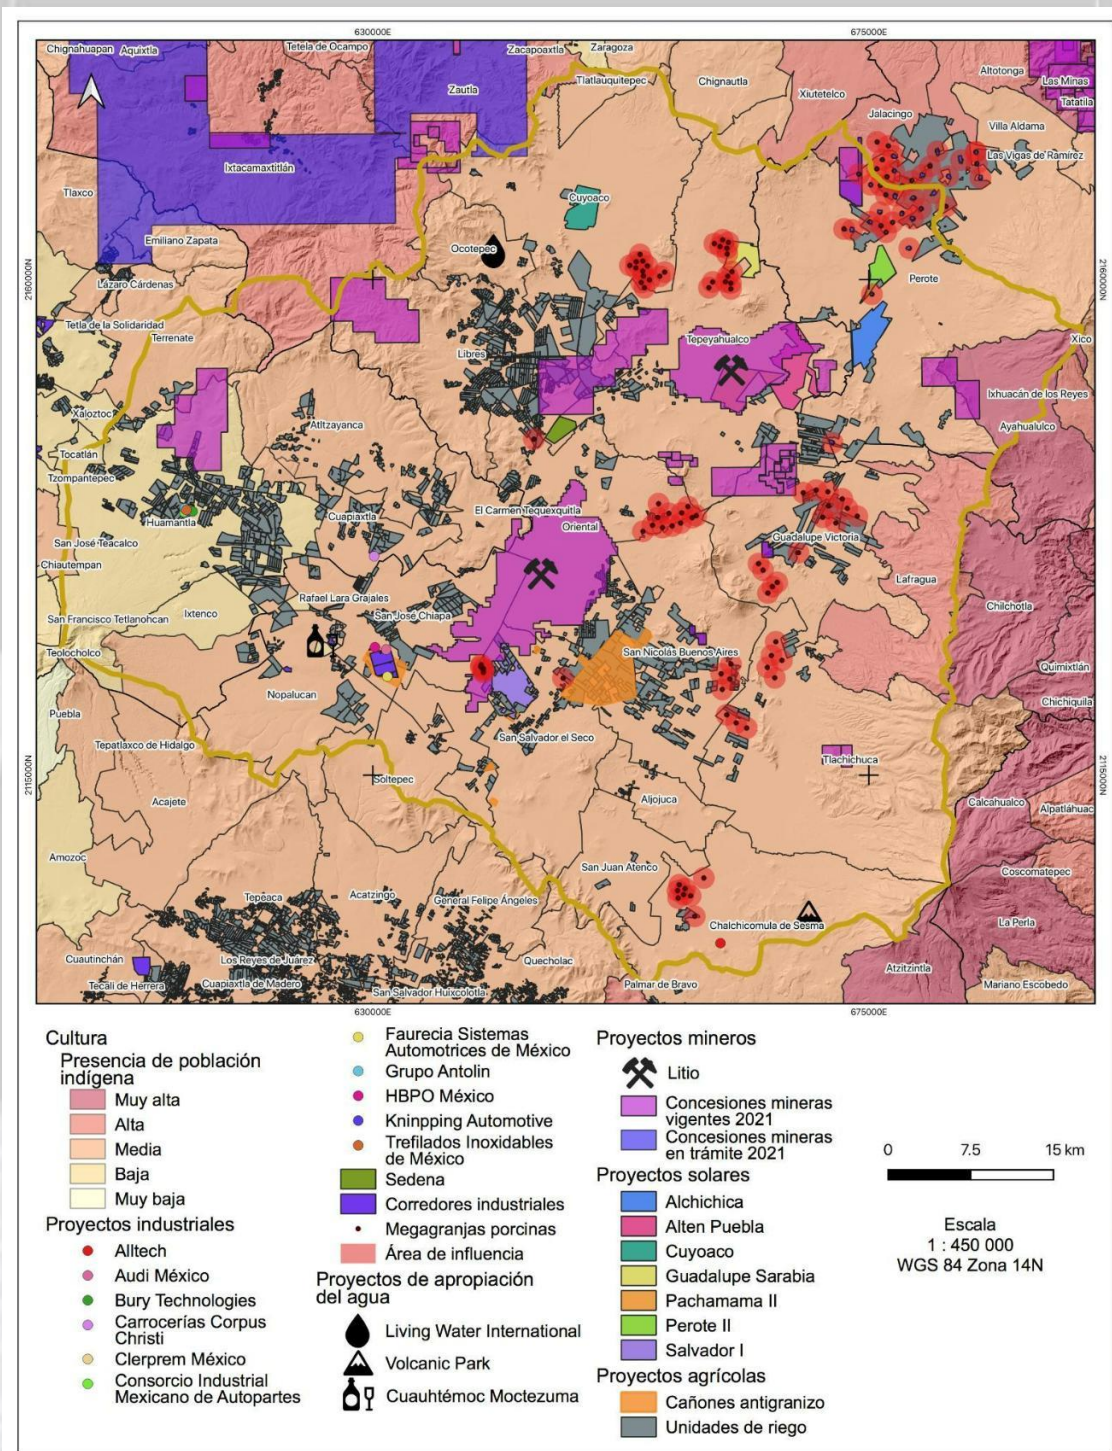 630000E
675000E
Chignahuapan
Aquixtla
Tetela de Ocampo
Zacapoaxtla
Zaragoza
Tlatlauquitepec
Chignautla
Zautla
Xiutetelco
Altotonga
Las Minas
Tatatila
Jalacingo
Villa Aldama
Las Vigas de Ramírez
Ixtacamaxtitlán
Tlaxco
Cuyoaco
Emiliano Zapata
Ocotepec
2160000N
2160000N
Lázaro Cárdenas
Perote
Tetla de la Solidaridad
Terrenate
Tepeyahualco
Xico
Libres
Ixhuacán de los Reyes
Xaloztoc
Altzayanca
Ayahualulco
Tocatlán
Tzompantepec
El Carmen Tequexquitla
Cuapiaxtla
Huamantla
Oriental
Guadalupe Victoria
San José Teacalco
Chiautempan
Lafragua
Rafael Lara Grajales
Chilchotla
San José Chiapa
Ixtenco
San Francisco Tetlanohcan
Teolocholco
San Nicolás Buenos Aires
Quimixtlán
Nopalucan
Chichiquila
Puebla
San Salvador el Seco
Tepatlaxco de Hidalgo
Tlachichuca
Soltepec
2115000N
2115000N
Acajete
Aljojuca
Calcahualco
Alpatláhuac
Amozoc
San Juan Atenco
Coscomatepec
Tepeaca
Acatzingo
General Felipe Ángeles
Chalchicomula de Sesma
La Perla
Cuautinchán
Los Reyes de Juárez
Quecholac
Atzitzintla
Tecali de Herrera
Cuapiaxtla de Madero
San Salvador Huixcolotla
Palmar de Bravo
Mariano Escobedo
630000E
675000E
Cultura
Presencia de población
indígena
Muy alta
Alta
Media
Baja
Muy baja
Proyectos industriales
Alltech
Audi México
Bury Technologies
Carrocerías Corpus
Christi
Clerprem México
Consorcio Industrial
Mexicano de Autopartes
Faurecia Sistemas
Automotrices de México
Grupo Antolin
HBPO México
Kninpping Automotive
Trefilados Inoxidables
de México
Sedena
Corredores industriales
Megagranjas porcinas
Área de influencia
Proyectos de apropiación
del agua
Living Water International
Volcanic Park
Cuauhtémoc Moctezuma
Proyectos mineros
Litio
Concesiones mineras
vigentes 2021
Concesiones mineras
en trámite 2021
Proyectos solares
Alchichica
Alten Puebla
Cuyoaco
Guadalupe Sarabia
Pachamama II
Perote II
Salvador I
Proyectos agrícolas
Cañones antigranizo
Unidades de riego
0 7.5 15 km
Escala
1 : 450 000
WGS 84 Zona 14N